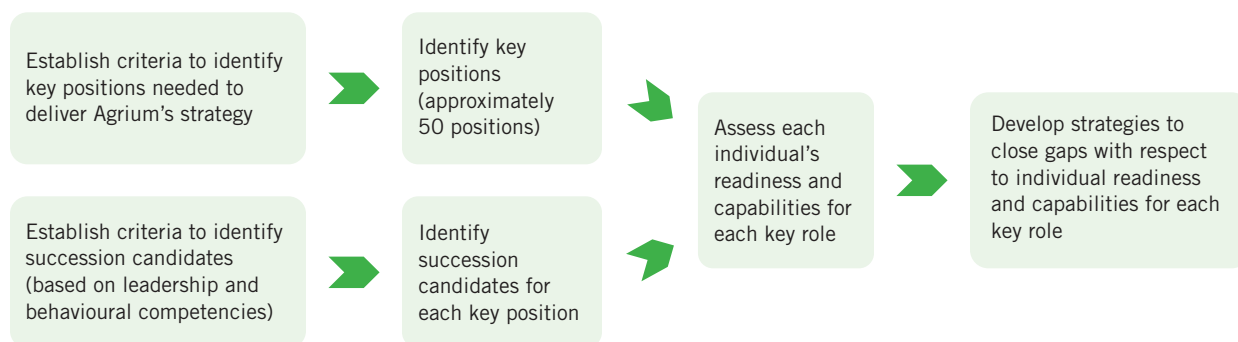 Establish criteria to identify
key positions needed to
deliver Agrium's strategy
Identify key
positions
(approximately
50 positions)
Establish criteria to identify
succession candidates
(based on leadership and
behavioural competencies)
Identify
succession
candidates for
each key position
Assess each
individual's
readiness and
capabilities for
each key role
Develop strategies to
close gaps with respect
to individual readiness
and capabilities for each
key role